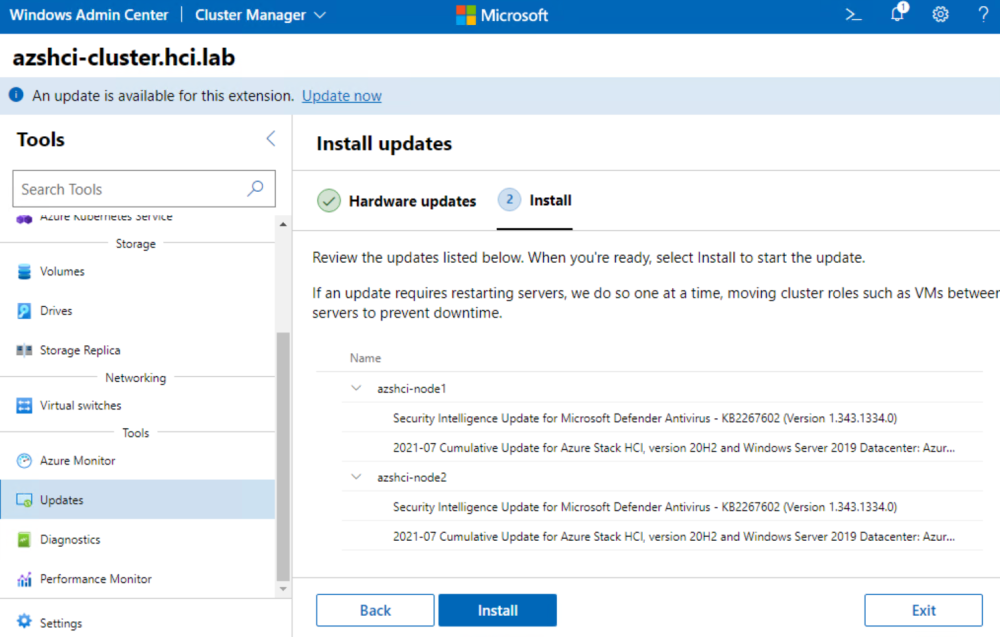 Windows Admin Center | Cluster Manager
Microsoft
1
azshci-cluster.hci.lab
An update is available for this extension. Update now
Tools
Search Tools
Azure Kubernetes Service
Storage
Volumes
Drives
Storage Replica
Networking
Virtual switches
Tools
Azure Monitor
Updates
Diagnostics
Performance Monitor
Settings
Install updates
Hardware updates
2 Install
Review the updates listed below. When you're ready, select Install to start the update.
If an update requires restarting servers, we do so one at a time, moving cluster roles such as VMs between
servers to prevent downtime.
Name
azshci-node1
Security Intelligence Update for Microsoft Defender Antivirus - KB2267602 (Version 1.343.1334.0)
2021-07 Cumulative Update for Azure Stack HCI, version 20H2 and Windows Server 2019 Datacenter: Azur...
azshci-node2
Security Intelligence Update for Microsoft Defender Antivirus - KB2267602 (Version 1.343.1334.0)
2021-07 Cumulative Update for Azure Stack HCI, version 20H2 and Windows Server 2019 Datacenter: Azur...
Back
Install
Exit